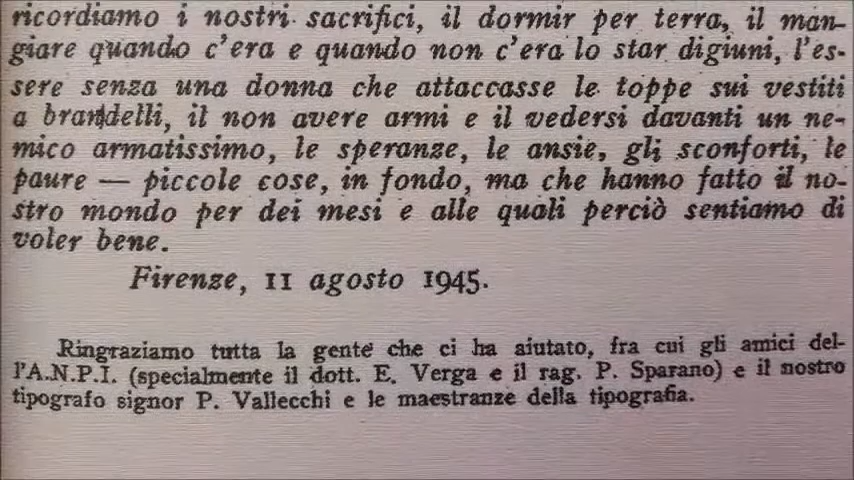 ricordiamo i nostri sacrifici, il dormir per terra, il man-
giare quando c'era e quando non c'era lo star digiuni, l'es-
sere senza una donna che attaccasse le toppe sui vestiti
a brandelli, il non avere armi e il vedersi davanti un ne-
mico armatissimo, le speranze, le ansie, gli sconforti, le
paure — piccole cose, in fondo, ma che hanno fatto il no-
stro mondo per dei mesi e alle quali perciò sentiamo di
voler bene.
Firenze, 11 agosto 1945.
Ringraziamo tutta la gente che ci ha aiutato, fra cui gli amici del-
l'A.N.P.I. (specialmente il dott. E. Verga e il rag. P. Sparano) e il nostro
tipografo signor P. Vallecchi e le maestranze della tipografia.